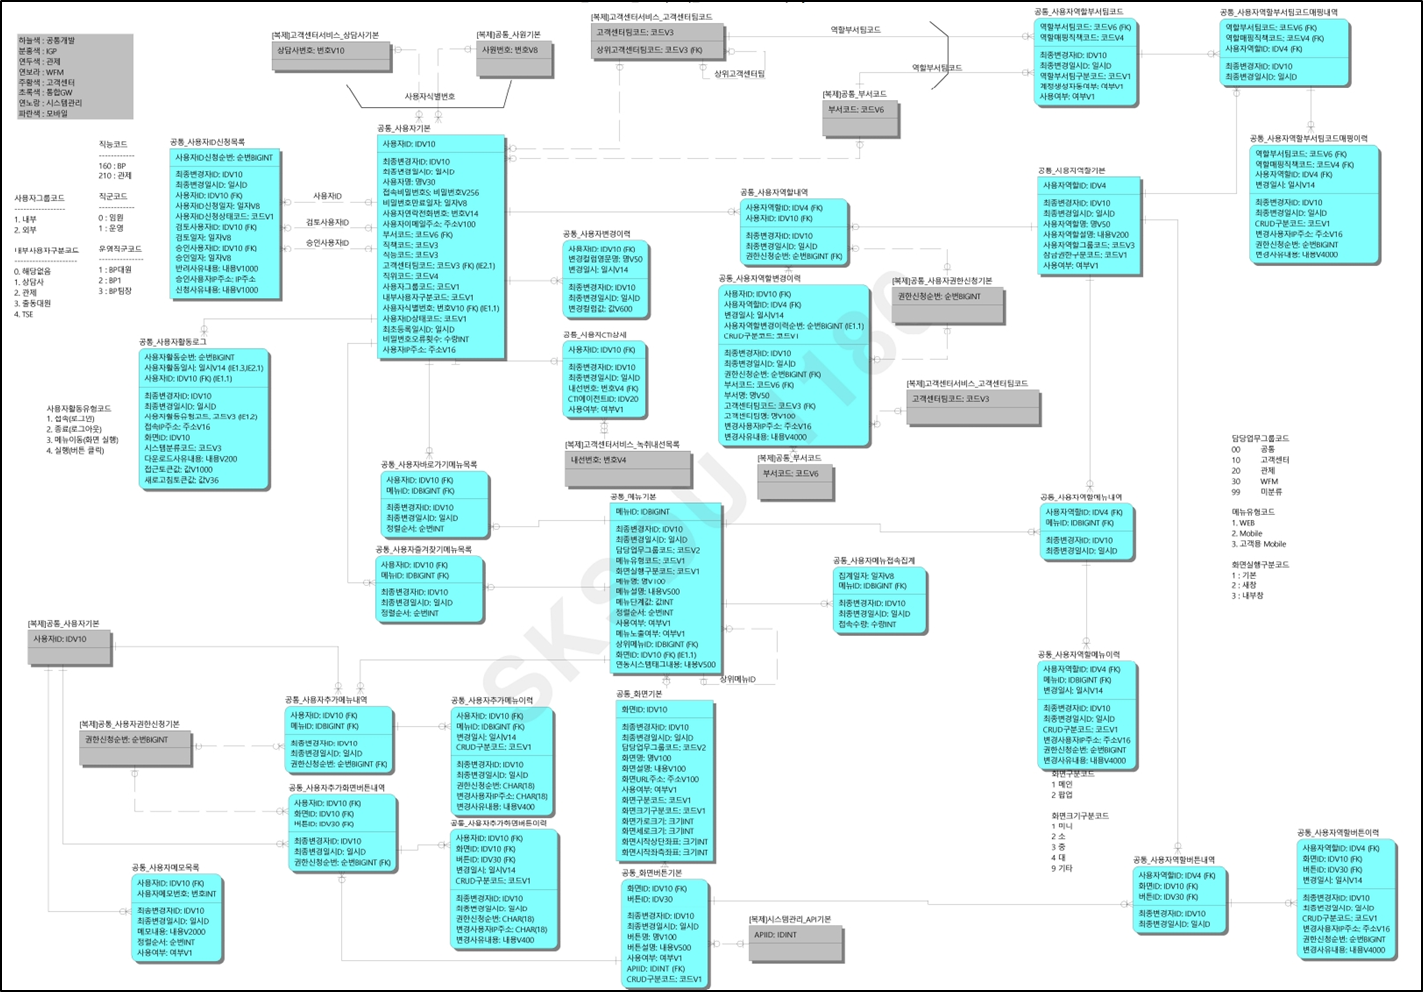 하늘색 : 공통개발
분홍색 : IGP
연두색 : 관제
연보라 : WFM
주황색 : 고객센터
초록색 : 통합GW
연노랑 : 시스템관리
파란색 : 모바일
직능코드
160 : BP
210 : 관제
사용자그룹코드
1. 내부
2. 외부
직군코드
0 : 임원
1 : 운영
내부사용자구분코드
0. 해당없음
1. 상담사
2. 관제
3. 출동대원
4. TSE
운영직군코드
1 : BP대원
2 : BP1
3 : BP팀장
[복제]고객센터서비스_상담사기본
상담사번호: 번호V10
[복제]공통_사원기본
사원번호: 번호V8
사용자식별번호
[복제]고객센터서비스_고객센터팀코드
고객센터팀코드: 코드V3
상위고객센터팀코드: 코드V3 (FK)
상위고객센터팀
[복제]공통_부서코드
부서코드: 코드V6
역할부서팀코드
역할부서팀코드
공통_사용자역할부서팀코드
역할부서팀코드: 코드V6 (FK)
역할매핑직책코드: 코드V4
최종변경자ID: IDV10
최종변경일시D: 일시D
역할부서팀구분코드: 코드V1
계정생성자동여부: 여부V1
사용여부: 여부V1
공통_사용자역할부서팀코드매핑내역
역할부서팀코드: 코드V6 (FK)
역할매핑직책코드: 코드V4 (FK)
사용자역할ID: IDV4 (FK)
최종변경자ID: IDV10
최종변경일시D: 일시D
공통_사용자역할부서팀코드매핑이력
역할부서팀코드: 코드V6 (FK)
역할매핑직책코드: 코드V4 (FK)
사용자역할ID: IDV4 (FK)
변경일시: 일시V14
최종변경자ID: IDV10
최종변경일시D: 일시D
CRUD구분코드: 코드V1
변경사용자IP주소: 주소V16
변경사유내용: 내용V4000
공통_사용자ID신청목록
사용자ID신청순번: 순번BIGINT
최종변경자ID: IDV10
최종변경일시D: 일시D
사용자ID: IDV10 (FK)
사용자ID신청일자: 일자V8
사용자ID신청상태코드: 코드V1
검토사용자ID: IDV10 (FK)
검토일자: 일자V8
승인사용자ID: IDV10 (FK)
승인일자: 일자V8
반려사유내용: 내용V1000
승인사용자IP주소: IP주소
신청사유내용: 내용V1000
사용자ID
검토사용자ID
승인사용자ID
공통_사용자기본
사용자ID: IDV10
최종변경자ID: IDV10
최종변경일시D: 일시D
사용자명: 명V30
접속비밀번호S: 비밀번호V256
비밀번호만료일자: 일자V8
사용자연락전화번호: 번호V14
사용자이메일주소: 주소V100
부서코드: 코드V6 (FK)
직책코드: 코드V3
직능코드: 코드V3
고객센터팀코드: 코드V3 (FK) (IE2.1)
직위코드: 코드V4
사용자그룹코드: 코드V1
내부사용자구분코드: 코드V1
사용자식별번호: 번호V10 (FK) (IE1.1)
사용자ID상태코드: 코드V1
최초등록일시D: 일시D
비밀번호오류횟수: 수량INT
사용자IP주소: 주소V16
공통_사용자변경이력
사용자ID: IDV10 (FK)
변경컬럼영문명: 명V50
변경일시: 일시V14
최종변경자ID: IDV10
최종변경일시D: 일시D
변경컬럼값: 값V600
공통_사용자CTI상세
사용자ID: IDV10 (FK)
최종변경자ID: IDV10
최종변경일시D: 일시D
내선번호: 번호V4 (FK)
CTI에이전트ID: IDV20
사용여부: 여부V1
[복제]고객센터서비스_녹취내선목록
내선번호: 번호V4
공통_사용자역할내역
사용자역할ID: IDV4 (FK)
사용자ID: IDV10 (FK)
최종변경자ID: IDV10
최종변경일시D: 일시D
권한신청순번: 순번BIGINT (FK)
공통_사용자역할변경이력
사용자ID: IDV10 (FK)
사용자역할ID: IDV4 (FK)
변경일시: 일시V14
사용자역할변경이력순번: 순번BIGINT (IE1.1)
CRUD구분코드: 코드V1
최종변경자ID: IDV10
최종변경일시D: 일시D
권한신청순번: 순번BIGINT (FK)
부서코드: 코드V6 (FK)
부서명: 명V50
고객센터팀코드: 코드V3 (FK)
고객센터팀명: 명V100
변경사용자IP주소: 주소V16
변경사유내용: 내용V4000
[복제]공통_사용자권한신청기본
권한신청순번: 순번BIGINT
[복제]고객센터서비스_고객센터팀코드
고객센터팀코드: 코드V3
[복제]공통_부서코드
부서코드: 코드V6
공통_사용자역할기본
사용자역할ID: IDV4
최종변경자ID: IDV10
최종변경일시D: 일시D
사용자역할명: 명V50
사용자역할설명: 내용V200
사용자역할그룹코드: 코드V3
상담권한구분코드: 코드V1
사용여부: 여부V1
공통_사용자활동로그
사용자활동순번: 순번BIGINT
사용자활동일시: 일시V14 (IE1.3,IE2.1)
사용자ID: IDV10 (FK) (IE1.1)
최종변경자ID: IDV10
최종변경일시D: 일시D
사용자활동유형코드: 코드V3 (IE1.2)
접속IP주소: 주소V16
화면ID: IDV10
시스템분류코드: 코드V3
다운로드사유내용: 내용V200
접근토큰값: 값V1000
새로고침토큰값: 값V36
사용자활동유형코드
1. 접속(로그인)
2. 종료(로그아웃)
3. 메뉴이동(화면 실행)
4. 실행(버튼 클릭)
공통_사용자바로가기메뉴목록
사용자ID: IDV10 (FK)
메뉴ID: IDBIGINT (FK)
최종변경자ID: IDV10
최종변경일시D: 일시D
정렬순서: 순번INT
공통_사용자즐겨찾기메뉴목록
사용자ID: IDV10 (FK)
메뉴ID: IDBIGINT (FK)
최종변경자ID: IDV10
최종변경일시D: 일시D
정렬순서: 순번INT
공통_메뉴기본
메뉴ID: IDBIGINT
최종변경자ID: IDV10
최종변경일시D: 일시D
담당업무그룹코드: 코드V2
메뉴유형코드: 코드V1
화면실행구분코드: 코드V1
메뉴명: 명V100
메뉴설명: 내용V500
메뉴단계값: 값INT
정렬순서: 순번INT
사용여부: 여부V1
메뉴노출여부: 여부V1
상위메뉴ID: IDBIGINT (FK)
화면ID: IDV10 (FK) (IE1.1)
연동시스템태그내용: 내용V500
상위메뉴ID
공통_사용자메뉴접속집계
집계일자: 일자V8
메뉴ID: IDBIGINT (FK)
최종변경자ID: IDV10
최종변경일시D: 일시D
접속수량: 수량INT
공통_사용자역할메뉴내역
사용자역할ID: IDV4 (FK)
메뉴ID: IDBIGINT (FK)
최종변경자ID: IDV10
최종변경일시D: 일시D
담당업무그룹코드
00 공통
10 고객센터
20 관제
30 WFM
99 미분류
메뉴유형코드
1. WEB
2. Mobile
3. 고객용 Mobile
화면실행구분코드
1 : 기본
2 : 새창
3 : 내부창
공통_사용자역할메뉴이력
사용자역할ID: IDV4 (FK)
메뉴ID: IDBIGINT (FK)
변경일시: 일시V14
최종변경자ID: IDV10
최종변경일시D: 일시D
CRUD구분코드: 코드V1
변경사용자IP주소: 주소V16
권한신청순번: 순번BIGINT
변경사유내용: 내용V4000
화면구분코드
1 메인
2 팝업
화면크기구분코드
1 미니
2 소
3 중
4 대
9 기타
[복제]공통_사용자기본
사용자ID: IDV10
[복제]공통_사용자권한신청기본
권한신청순번: 순번BIGINT
공통_사용자추가메뉴내역
사용자ID: IDV10 (FK)
메뉴ID: IDBIGINT (FK)
최종변경자ID: IDV10
최종변경일시D: 일시D
권한신청순번: 순번BIGINT (FK)
공통_사용자추가메뉴이력
사용자ID: IDV10 (FK)
메뉴ID: IDBIGINT (FK)
변경일시: 일시V14
CRUD구분코드: 코드V1
최종변경자ID: IDV10
최종변경일시D: 일시D
권한신청순번: CHAR(18)
변경사용자IP주소: CHAR(18)
변경사유내용: 내용V400
공통_사용자추가화면버튼내역
사용자ID: IDV10 (FK)
화면ID: IDV10 (FK)
버튼ID: IDV30 (FK)
최종변경자ID: IDV10
최종변경일시D: 일시D
권한신청순번: 순번BIGINT (FK)
공통_사용자추가화면버튼이력
사용자ID: IDV10 (FK)
화면ID: IDV10 (FK)
버튼ID: IDV30 (FK)
변경일시: 일시V14
CRUD구분코드: 코드V1
최종변경자ID: IDV10
최종변경일시D: 일시D
권한신청순번: CHAR(18)
변경사용자IP주소: CHAR(18)
변경사유내용: 내용V400
공통_사용자메모목록
사용자ID: IDV10 (FK)
사용자메모번호: 번호INT
최종변경자ID: IDV10
최종변경일시D: 일시D
메모내용: 내용V2000
정렬순서: 순번INT
사용여부: 여부V1
공통_화면기본
화면ID: IDV10
최종변경자ID: IDV10
최종변경일시D: 일시D
담당업무그룹코드: 코드V2
화면명: 명V100
화면설명: 내용V100
화면URL주소: 주소V100
사용여부: 여부V1
화면구분코드: 코드V1
화면크기구분코드: 코드V1
화면가로크기: 크기INT
화면세로크기: 크기INT
화면시작상단좌표: 크기INT
화면시작좌측좌표: 크기INT
공통_화면버튼기본
화면ID: IDV10 (FK)
버튼ID: IDV30
최종변경자ID: IDV10
최종변경일시D: 일시D
버튼명: 명V100
버튼설명: 내용V500
사용여부: 여부V1
APIID: IDINT (FK)
CRUD구분코드: 코드V1
[복제]시스템관리_API기본
APIID: IDINT
공통_사용자역할버튼내역
사용자역할ID: IDV4 (FK)
화면ID: IDV10 (FK)
버튼ID: IDV30 (FK)
최종변경자ID: IDV10
최종변경일시D: 일시D
공통_사용자역할버튼이력
사용자역할ID: IDV4 (FK)
화면ID: IDV10 (FK)
버튼ID: IDV30 (FK)
변경일시: 일시V14
최종변경자ID: IDV10
최종변경일시D: 일시D
CRUD구분코드: 코드V1
변경사용자IP주소: 주소V16
권한신청순번: 순번BIGINT
변경사유내용: 내용V4000